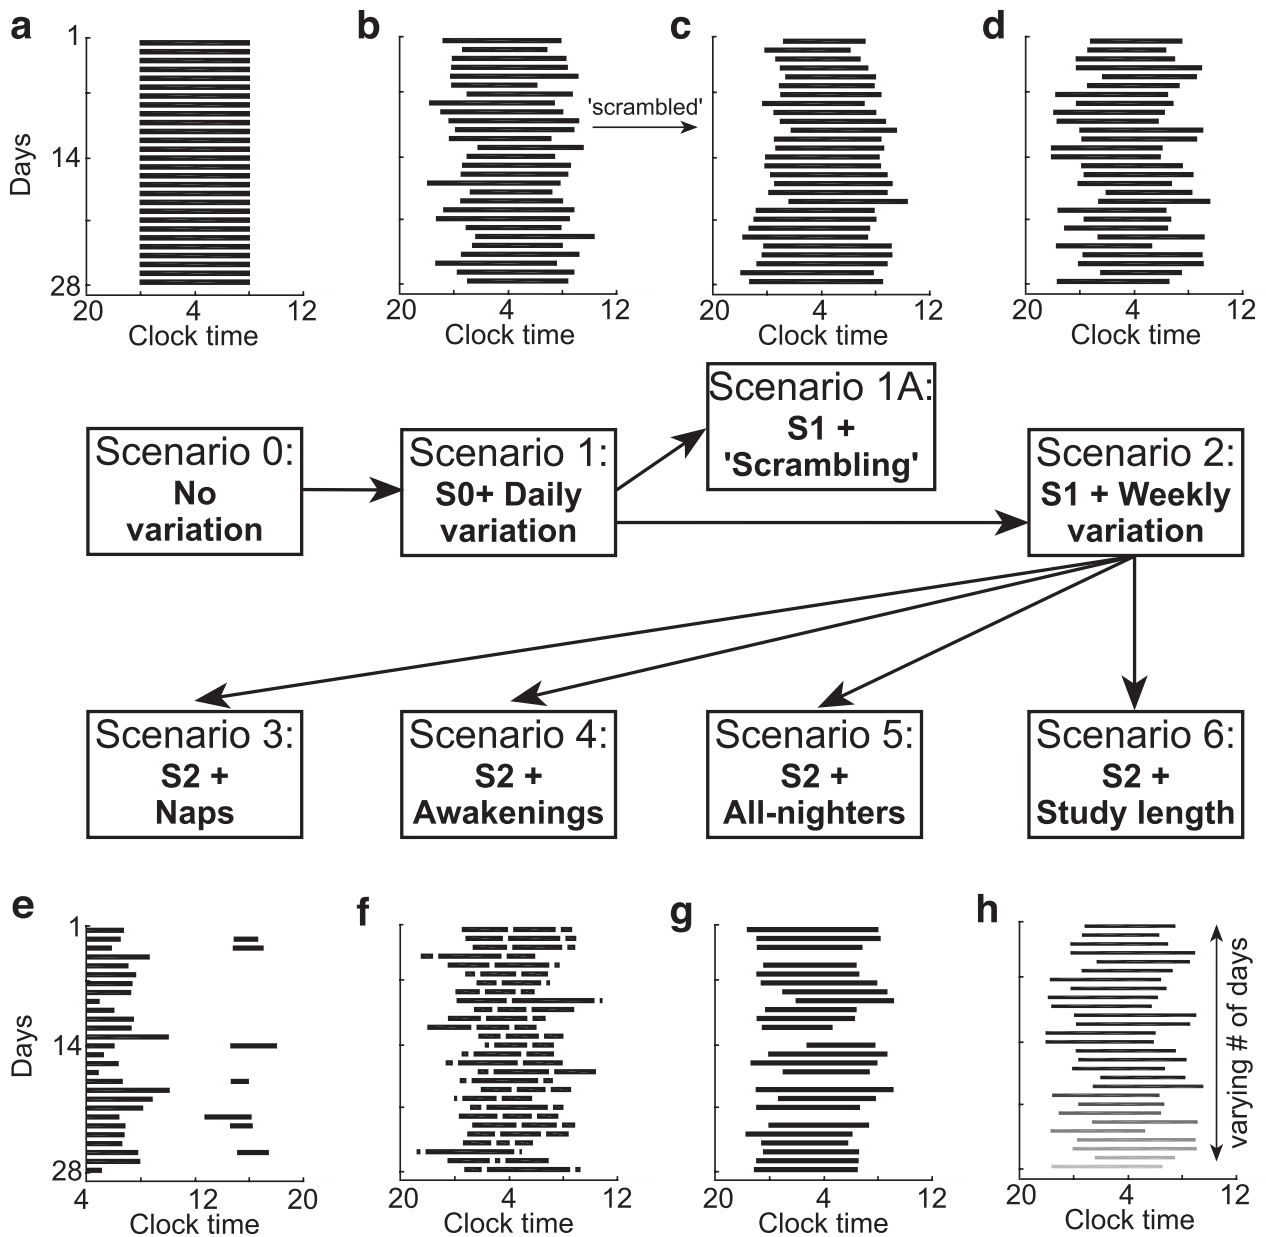 a
b
c
d
1
14
28
Days
20
4
12
Clock time
'scrambled'
20
4
12
Clock time
20
4
12
Clock time
20
4
12
Clock time
Scenario 0:
No
variation
Scenario 1:
S0+ Daily
variation
Scenario 1A:
S1 +
'Scrambling'
Scenario 2:
S1 + Weekly
variation
Scenario 3:
S2 +
Naps
Scenario 4:
S2 +
Awakenings
Scenario 5:
S2 +
All-nighters
Scenario 6:
S2 +
Study length
e
f
g
h
1
14
28
Days
4
12
20
Clock time
20
4
12
Clock time
20
4
12
Clock time
varying # of days
20
4
12
Clock time